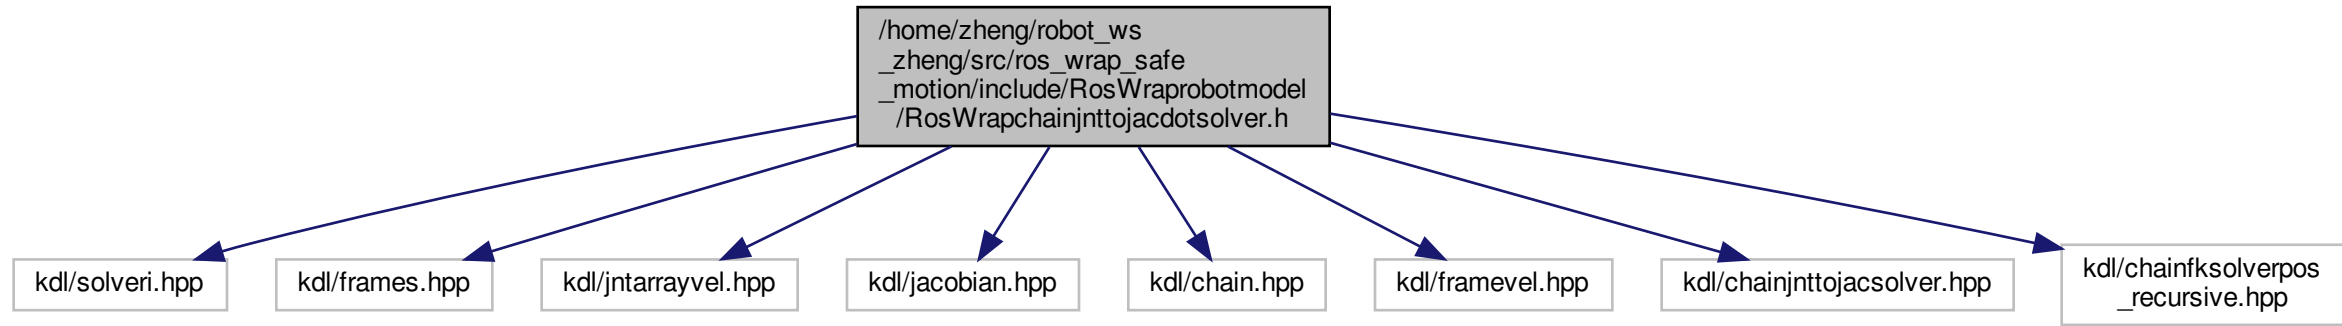 /home/zheng/robot_ws
_zheng/src/ros_wrap_safe
_motion/include/RosWraprobotmodel
/RosWrapchainjnttojacdotsolver.h
kdl/solveri.hpp
kdl/frames.hpp
kdl/jntarrayvel.hpp
kdl/jacobian.hpp
kdl/chain.hpp
kdl/framevel.hpp
kdl/chainjnttojacsolver.hpp
kdl/chainfksolverpos
_recursive.hpp